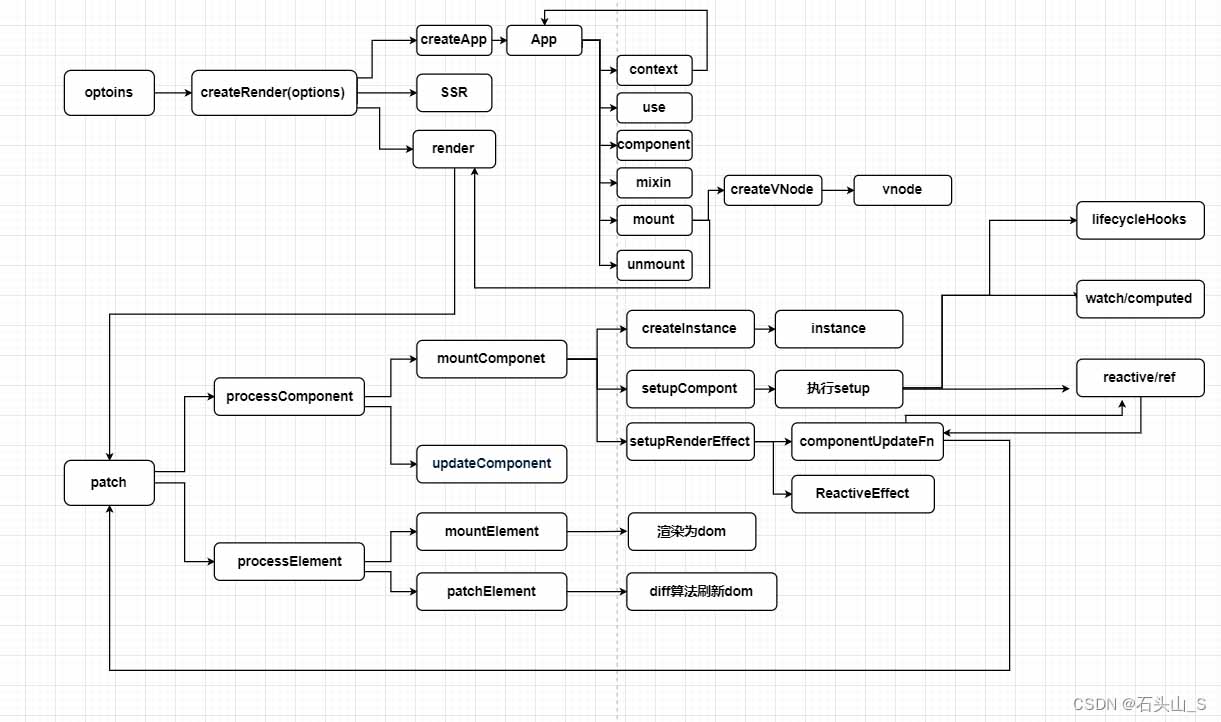 optoins
createRender(options)
createApp
App
SSR
render
context
use
component
mixin
mount
unmount
createVNode
vnode
lifecycleHooks
watch/computed
reactive/ref
createInstance
instance
mountComponet
setupCompont
执行setup
processComponent
setupRenderEffect
componentUpdateFn
updateComponent
ReactiveEffect
patch
mountElement
渲染为dom
processElement
patchElement
diff算法刷新dom
CSDN @石头山_S